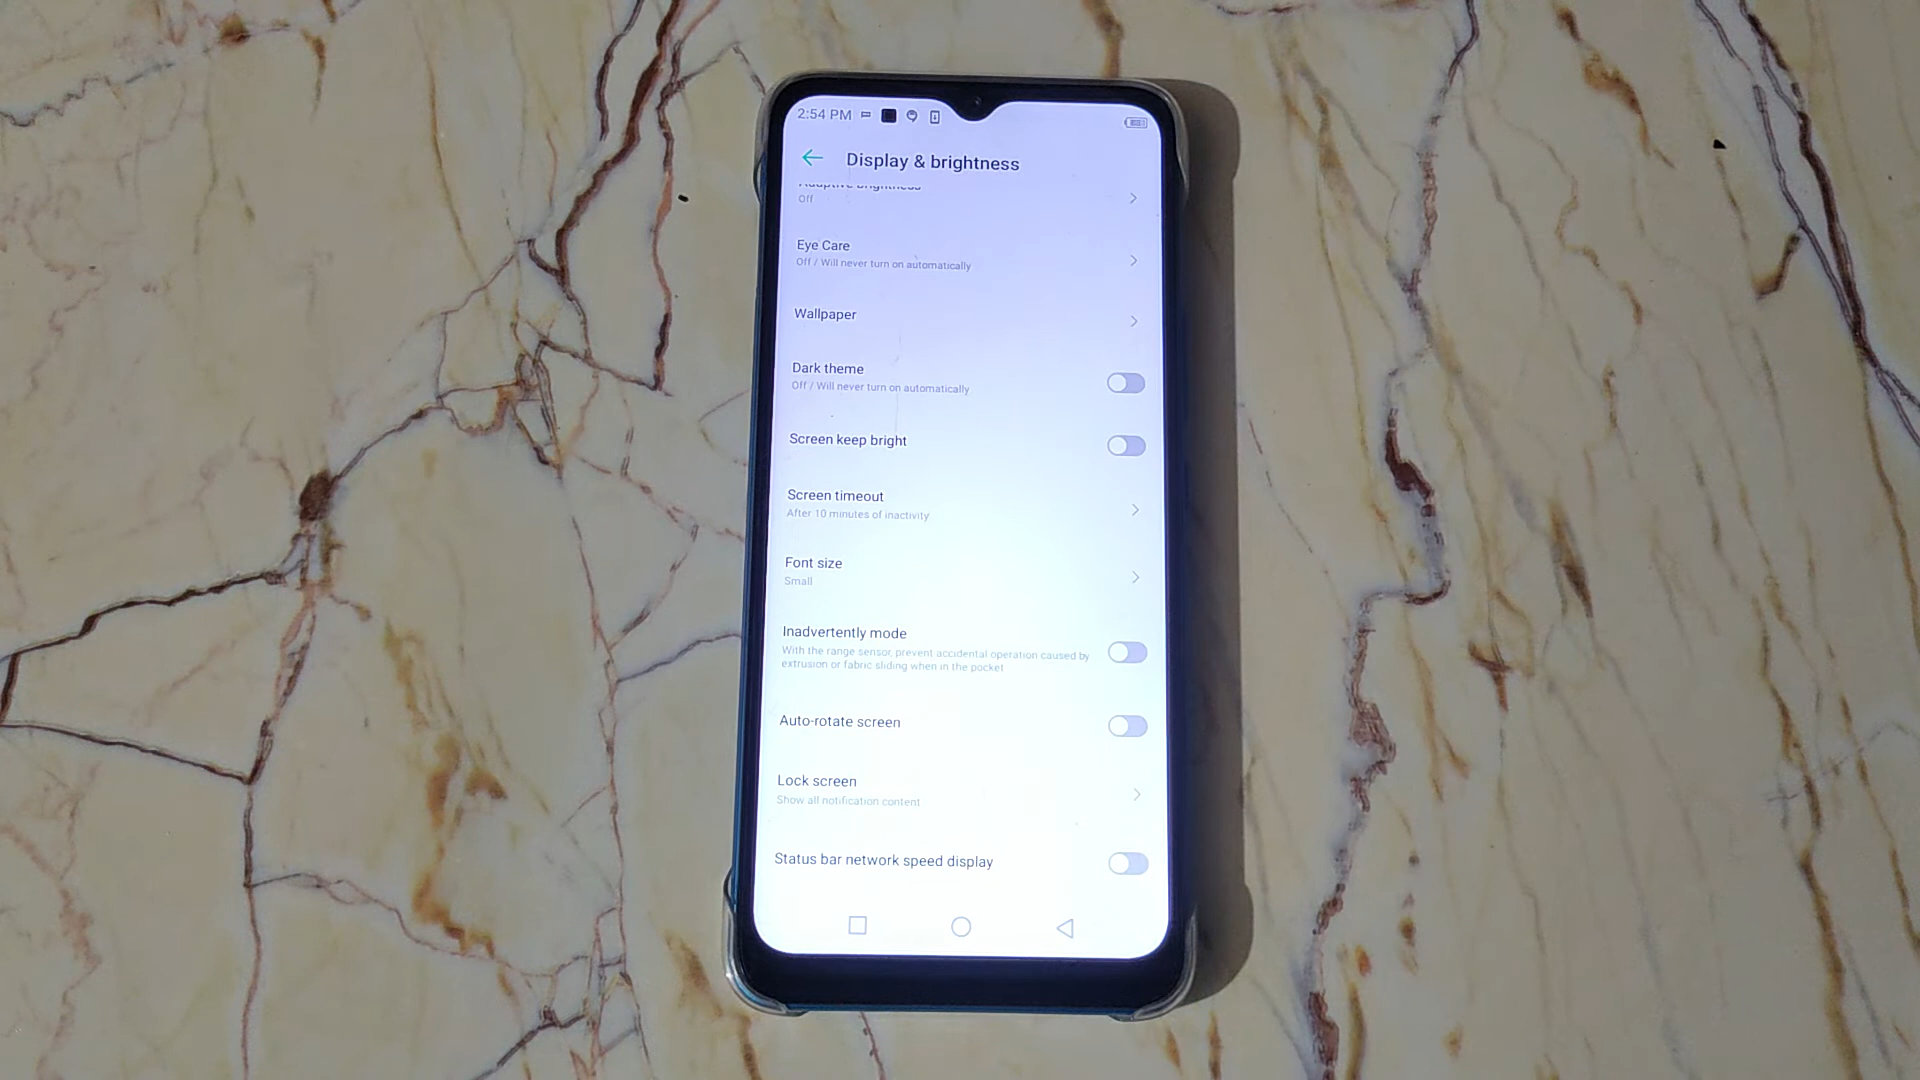 2:54 PM
Display & brightness
Adaptive brightness
Off
Eye Care
Off / Will never turn on automatically
Wallpaper
Dark theme
Off / Will never turn on automatically
Screen keep bright
Screen timeout
After 10 minutes of inactivity
Font size
Small
Inadvertently mode
With the range sensor, prevent accidental operation caused by
extrusion or fabric sliding when in the pocket
Auto-rotate screen
Lock screen
Show all notification content
Status bar network speed display